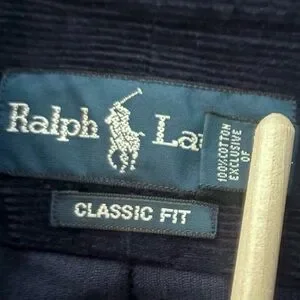 Ralph La
100% COTTON
EXCLUSIVE
OF
CLASSIC FIT